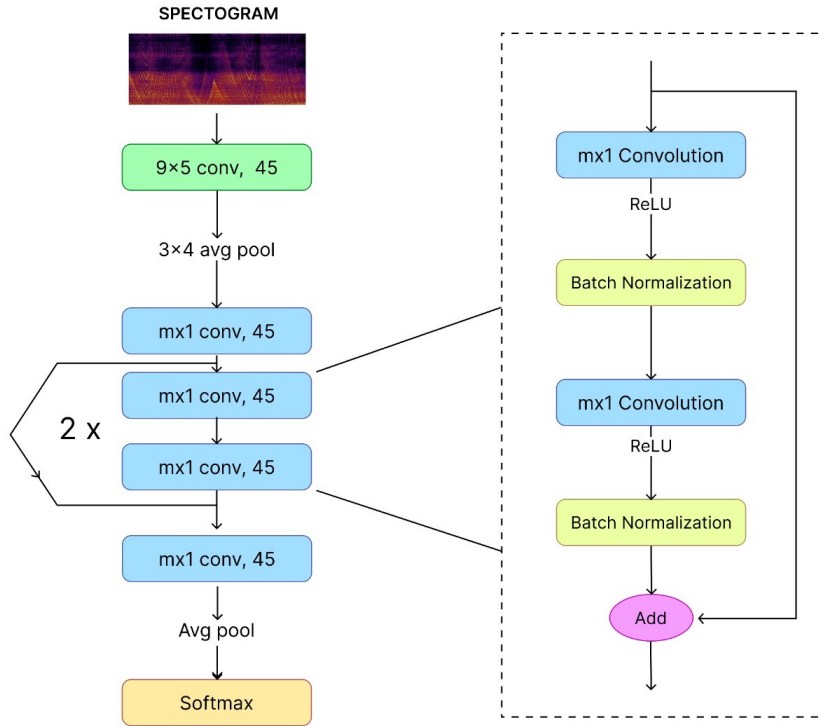 SPECTOGRAM
9×5 conv, 45
3×4 avg pool
mx1 conv, 45
2 x
mx1 conv, 45
mx1 conv, 45
mx1 conv, 45
Avg pool
Softmax
mx1 Convolution
ReLU
Batch Normalization
mx1 Convolution
ReLU
Batch Normalization
Add